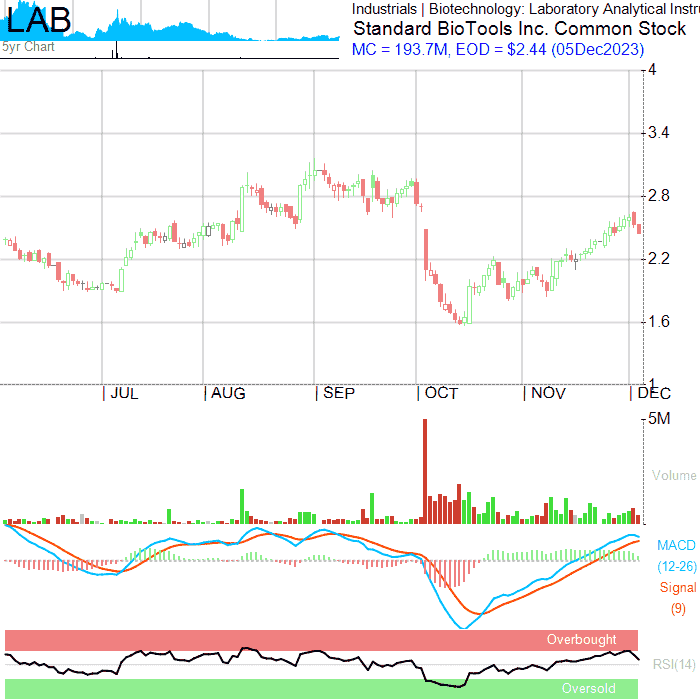 LAB
5yr Chart
Industrials | Biotechnology: Laboratory Analytical Instru
Standard BioTools Inc. Common Stock
MC = 193.7M, EOD = $2.44 (05Dec2023)
4
3.4
2.8
2.2
1.6
1
| JUL | AUG | SEP | OCT | NOV | DEC
5M
Volume
MACD
(12-26)
Signal
(9)
Overbought
RSI(14)
Oversold